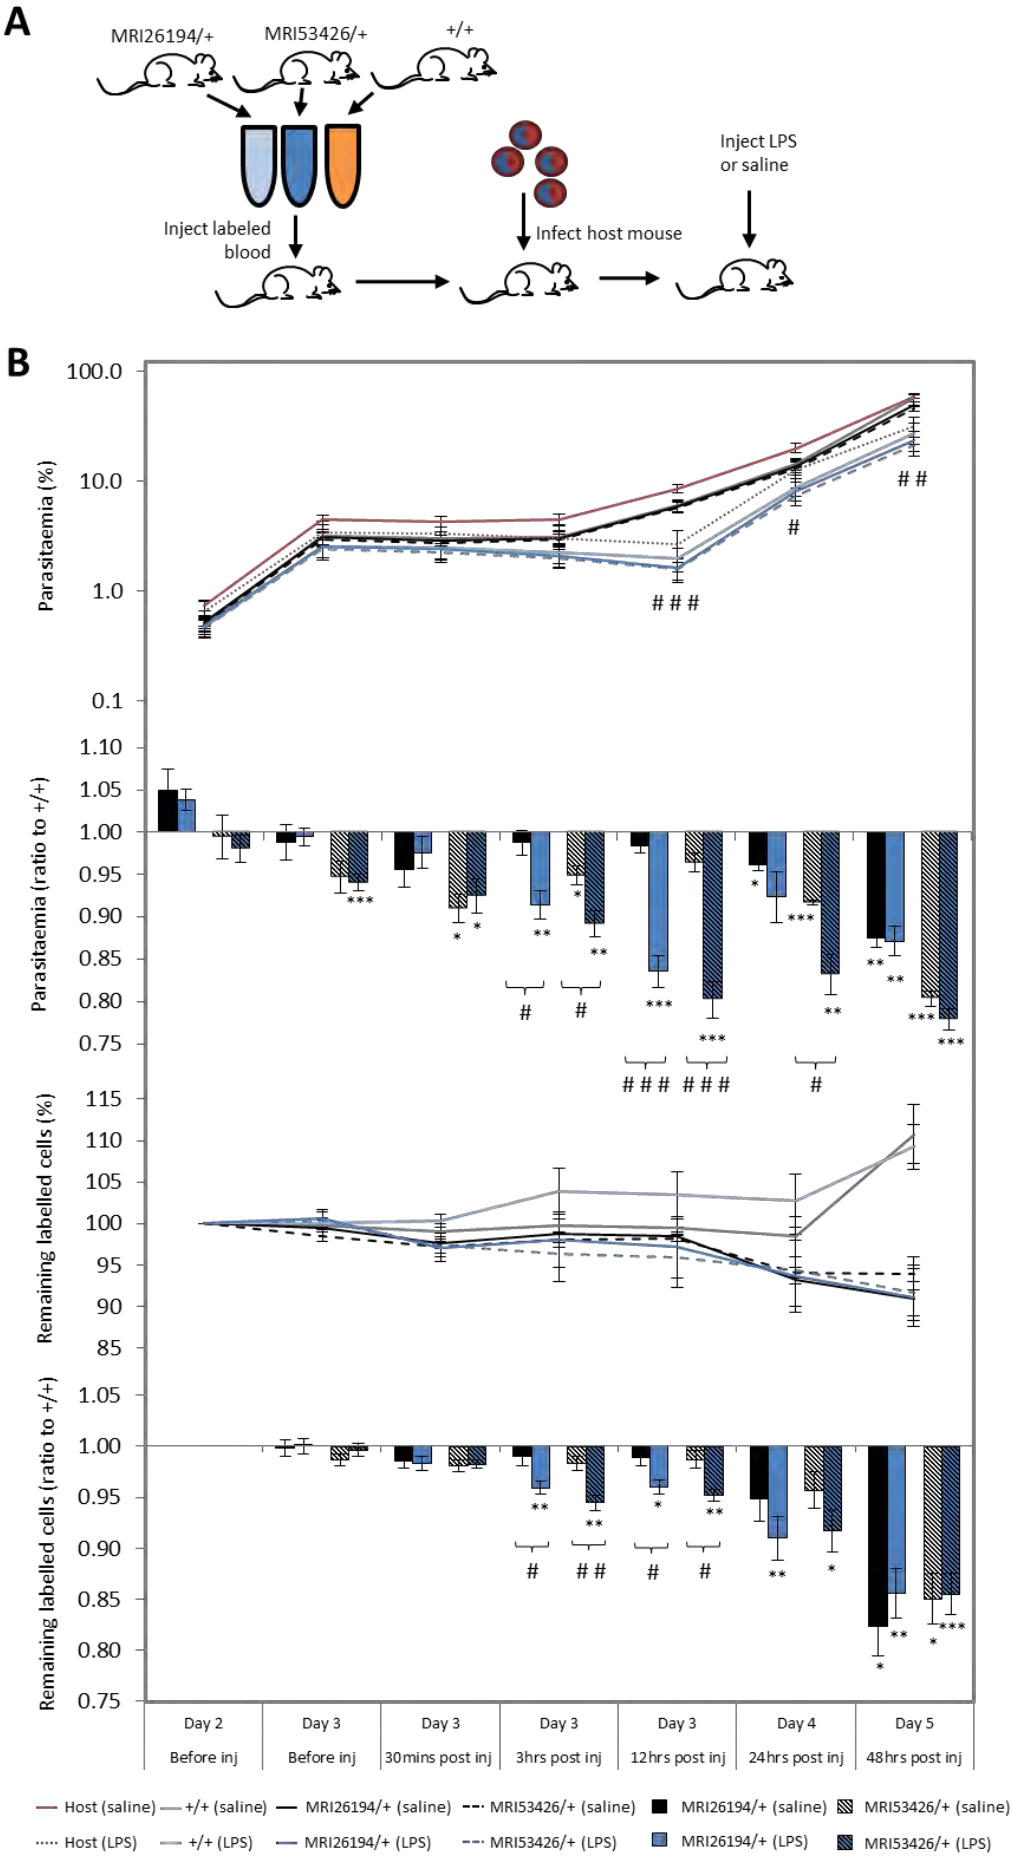 A
MRI26194/+
MRI53426/+
+/+
Inject labeled
blood
Infect host mouse
Inject LPS
or saline
B
Parasitaemia (%)
100.0
10.0
1.0
0.1
# # #
#
# #
Parasitaemia (ratio to +/+)
1.10
1.05
1.00
0.95
0.90
0.85
0.80
0.75
***
*
*
**
*
**
***
***
*
***
**
**
**
***
***
#
#
# # #
# # #
#
Remaining labelled cells (%)
115
110
105
100
95
90
85
Remaining labelled cells (ratio to +/+)
1.05
1.00
0.95
0.90
0.85
0.80
0.75
**
**
*
**
**
*
*
**
*
***
#
# #
#
#
Day 2
Day 3
Day 3
Day 3
Day 3
Day 4
Day 5
Before inj
Before inj
30mins post inj
3hrs post inj
12hrs post inj
24hrs post inj
48hrs post inj
Host (saline)
+/+ (saline)
MRI26194/+ (saline)
MRI53426/+ (saline)
MRI26194/+ (saline)
MRI53426/+ (saline)
Host (LPS)
+/+ (LPS)
MRI26194/+ (LPS)
MRI53426/+ (LPS)
MRI26194/+ (LPS)
MRI53426/+ (LPS)